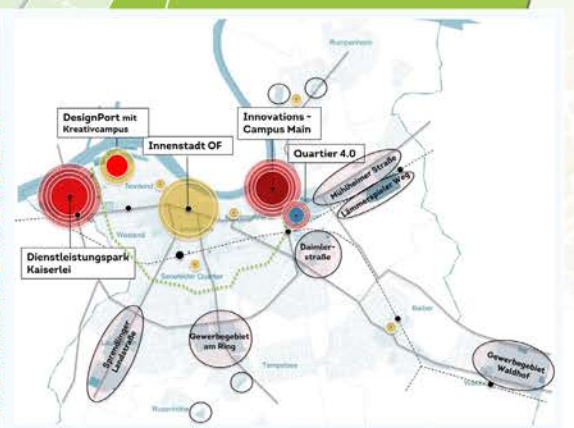 Rumpenheim
DesignPort mit
Kreativcampus
Innovations -
Campus Main
Innenstadt OF
Quartier 4.0
Mühlheimer Straße
Lämmerspieler Weg
Nordend
Westend
Dienstleistungspark
Kaiserlei
Daimler-
straße
Senefelder Quartier
Sprendlinger
Landstraße
Gewerbegebiet
am Ring
Bieber
Tempelsee
Gewerbegebiet
Waldhof